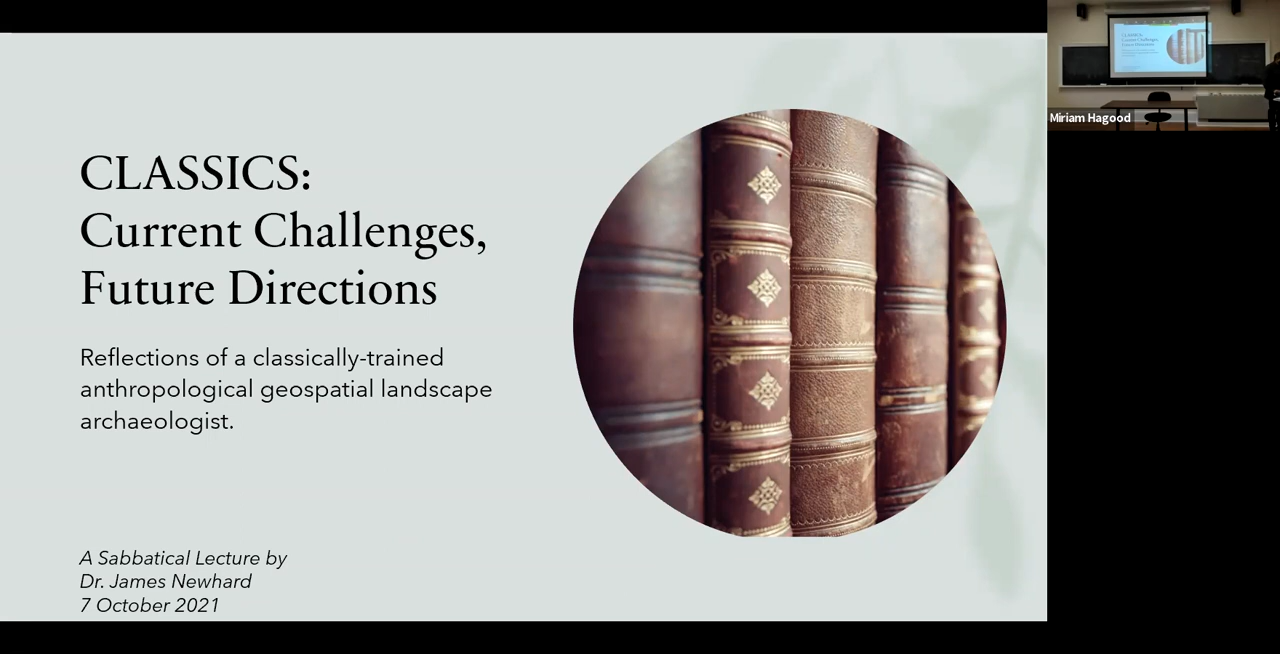 CLASSICS:
Current Challenges,
Future Directions
Reflections of a classically-trained
anthropological geospatial landscape
archaeologist.
A Sabbatical Lecture by
Dr. James Newhard
7 October 2021
Miriam Hagood